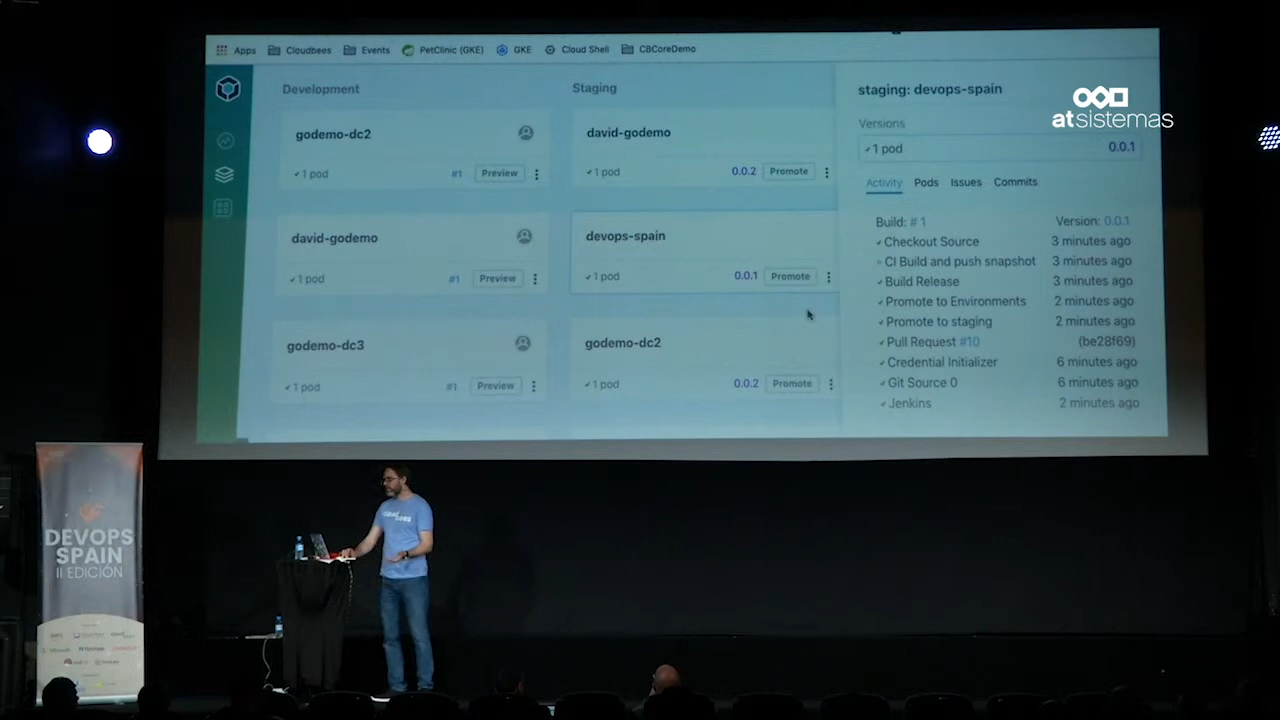 Apps Cloudbees Events PetClinic (GKE) GKE Cloud Shell CBCoreDemo
Development
godemo-dc2
1 pod #1 Preview
david-godemo
1 pod #1 Preview
godemo-dc3
1 pod #1 Preview
Staging
david-godemo
1 pod 0.0.2 Promote
devops-spain
1 pod 0.0.1 Promote
godemo-dc2
1 pod 0.0.2 Promote
staging: devops-spain
Versions
1 pod 0.0.1
Activity Pods Issues Commits
Build: # 1 Version: 0.0.1
Checkout Source 3 minutes ago
CI Build and push snapshot 3 minutes ago
Build Release 3 minutes ago
Promote to Environments 2 minutes ago
Promote to staging 2 minutes ago
Pull Request #10 (be28f69)
Credential Initializer 6 minutes ago
Git Source 0 6 minutes ago
Jenkins 2 minutes ago
atsistemas
DEVOPS
SPAIN
II EDICIÓN